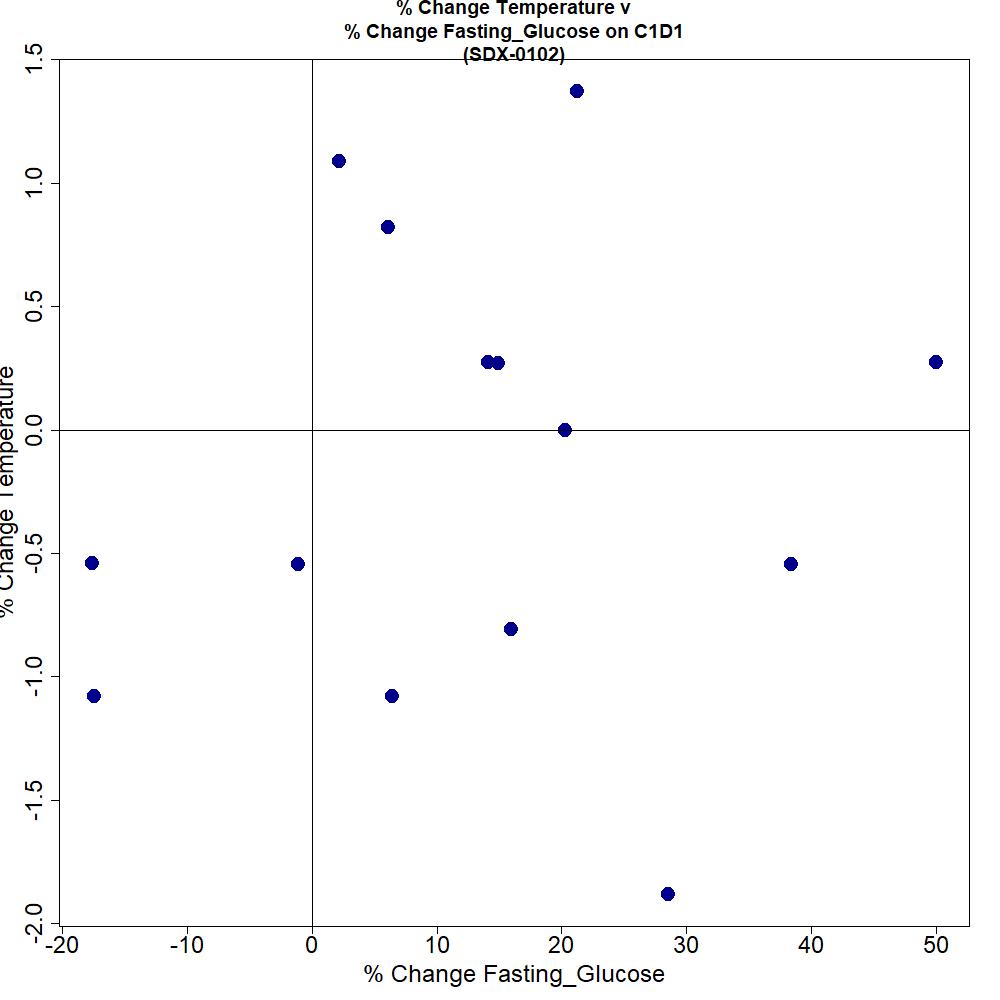 % Change Temperature v
% Change Fasting_Glucose on C1D1
(SDX-0102)
1.5
1.0
0.5
0.0
-0.5
-1.0
-1.5
-2.0
% Change Temperature
-20 -10 0 10 20 30 40 50
% Change Fasting_Glucose